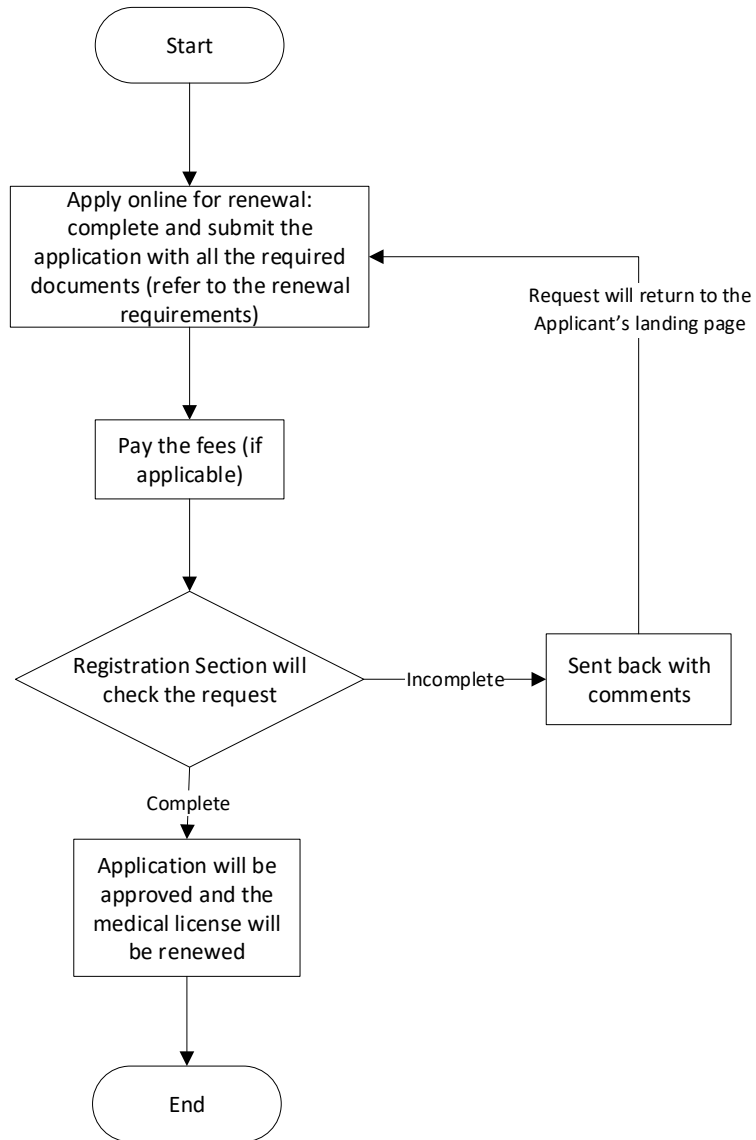 Start
Apply online for renewal:
complete and submit the
application with all the required
documents (refer to the renewal
requirements)
Request will return to the
Applicant’s landing page
Pay the fees (if
applicable)
Registration Section will
check the request
Incomplete
Sent back with
comments
Complete
Application will be
approved and the
medical license will
be renewed
End